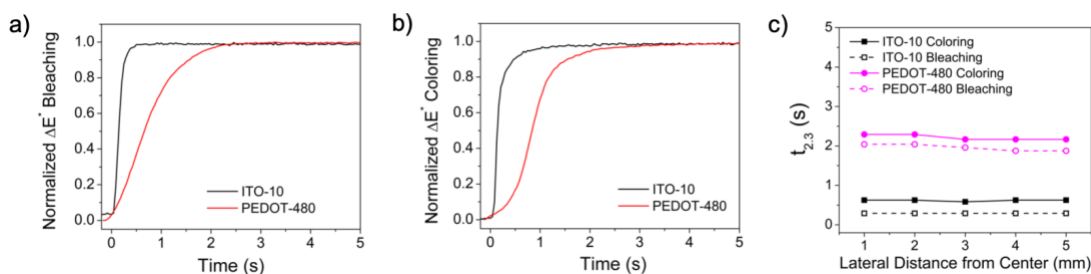 a)
Normalized ΔE* Bleaching
1.0
0.8
0.6
0.4
0.2
0.0
ITO-10
PEDOT-480
0 1 2 3 4 5
Time (s)
b)
Normalized ΔE* Coloring
1.0
0.8
0.6
0.4
0.2
0.0
ITO-10
PEDOT-480
0 1 2 3 4 5
Time (s)
c)
t2.3 (s)
5
4
3
2
1
0
ITO-10 Coloring
ITO-10 Bleaching
PEDOT-480 Coloring
PEDOT-480 Bleaching
1 2 3 4 5
Lateral Distance from Center (mm)